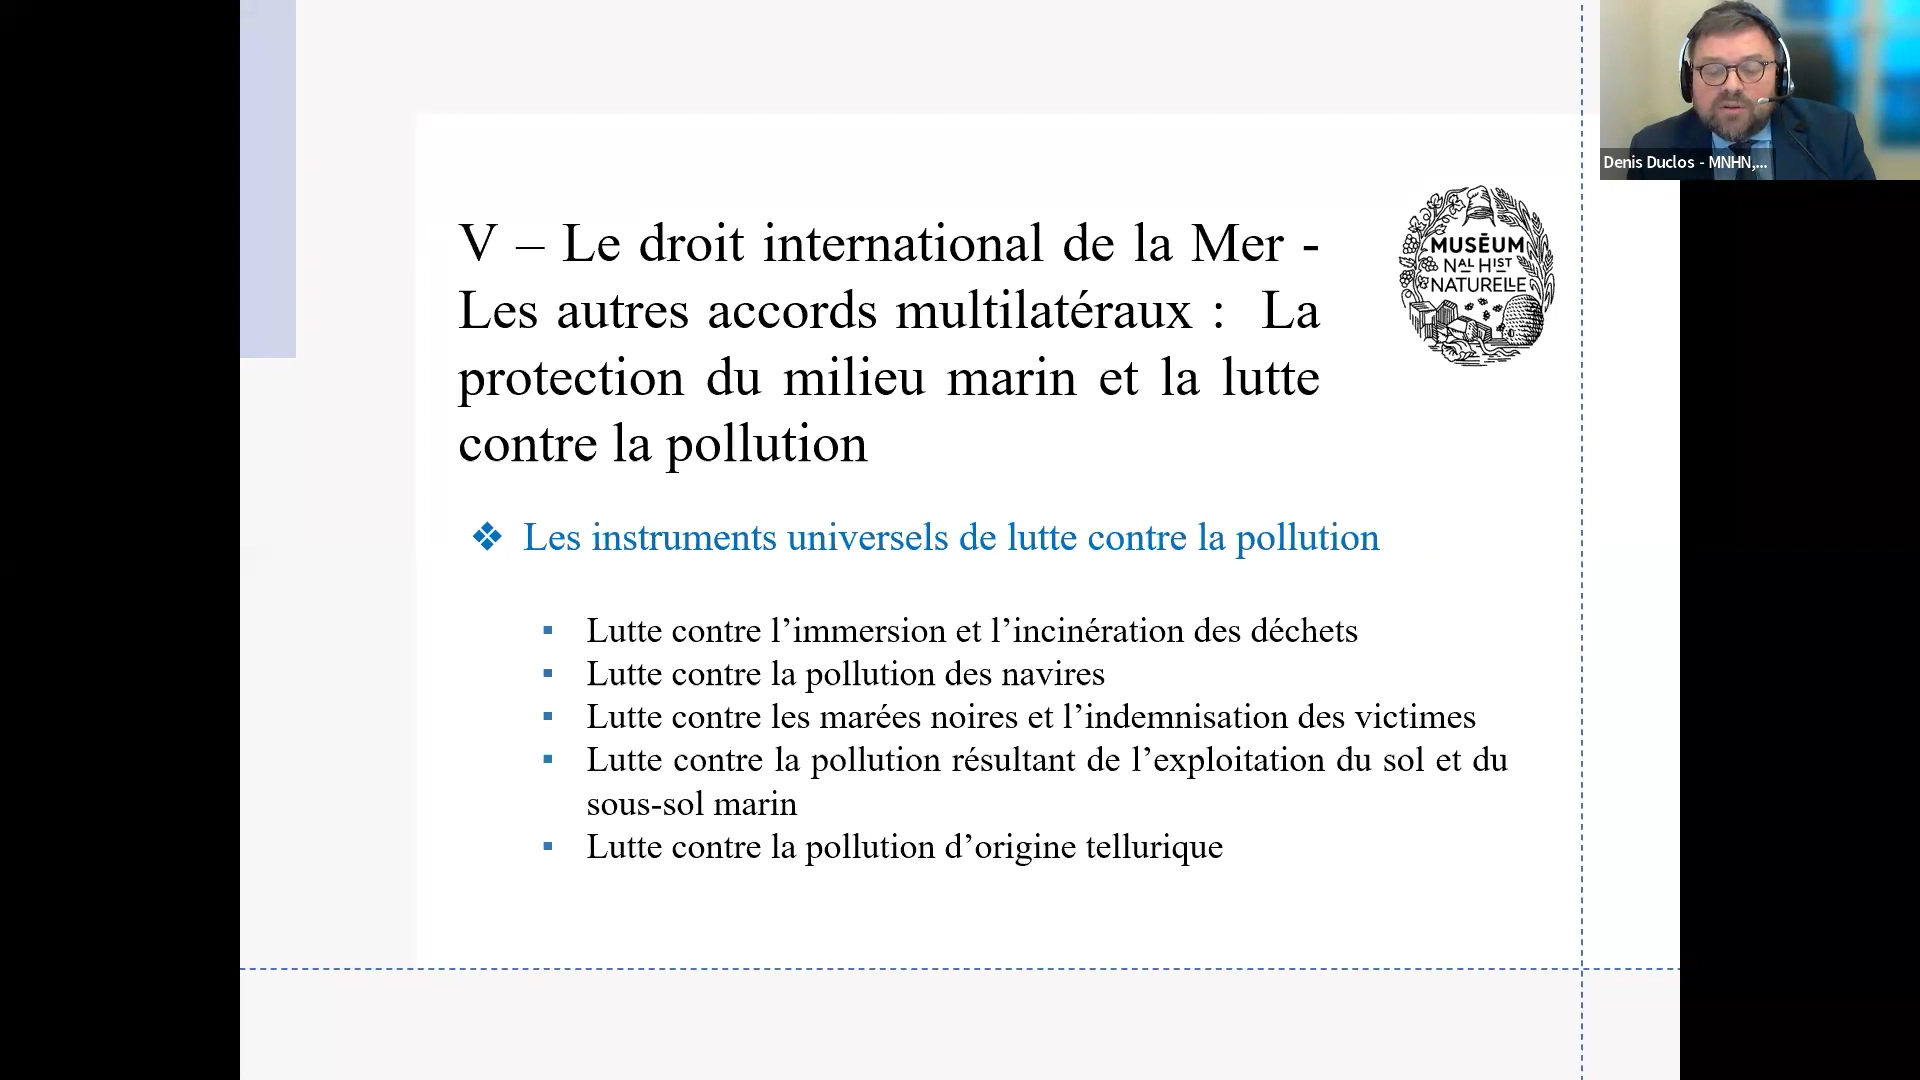 Denis Duclos - MNHN,...
MUSĒUM
NAL HIST
NATURELLE
V – Le droit international de la Mer -
Les autres accords multilatéraux : La
protection du milieu marin et la lutte
contre la pollution
❖ Les instruments universels de lutte contre la pollution
▪ Lutte contre l’immersion et l’incinération des déchets
▪ Lutte contre la pollution des navires
▪ Lutte contre les marées noires et l’indemnisation des victimes
▪ Lutte contre la pollution résultant de l’exploitation du sol et du
sous-sol marin
▪ Lutte contre la pollution d’origine tellurique